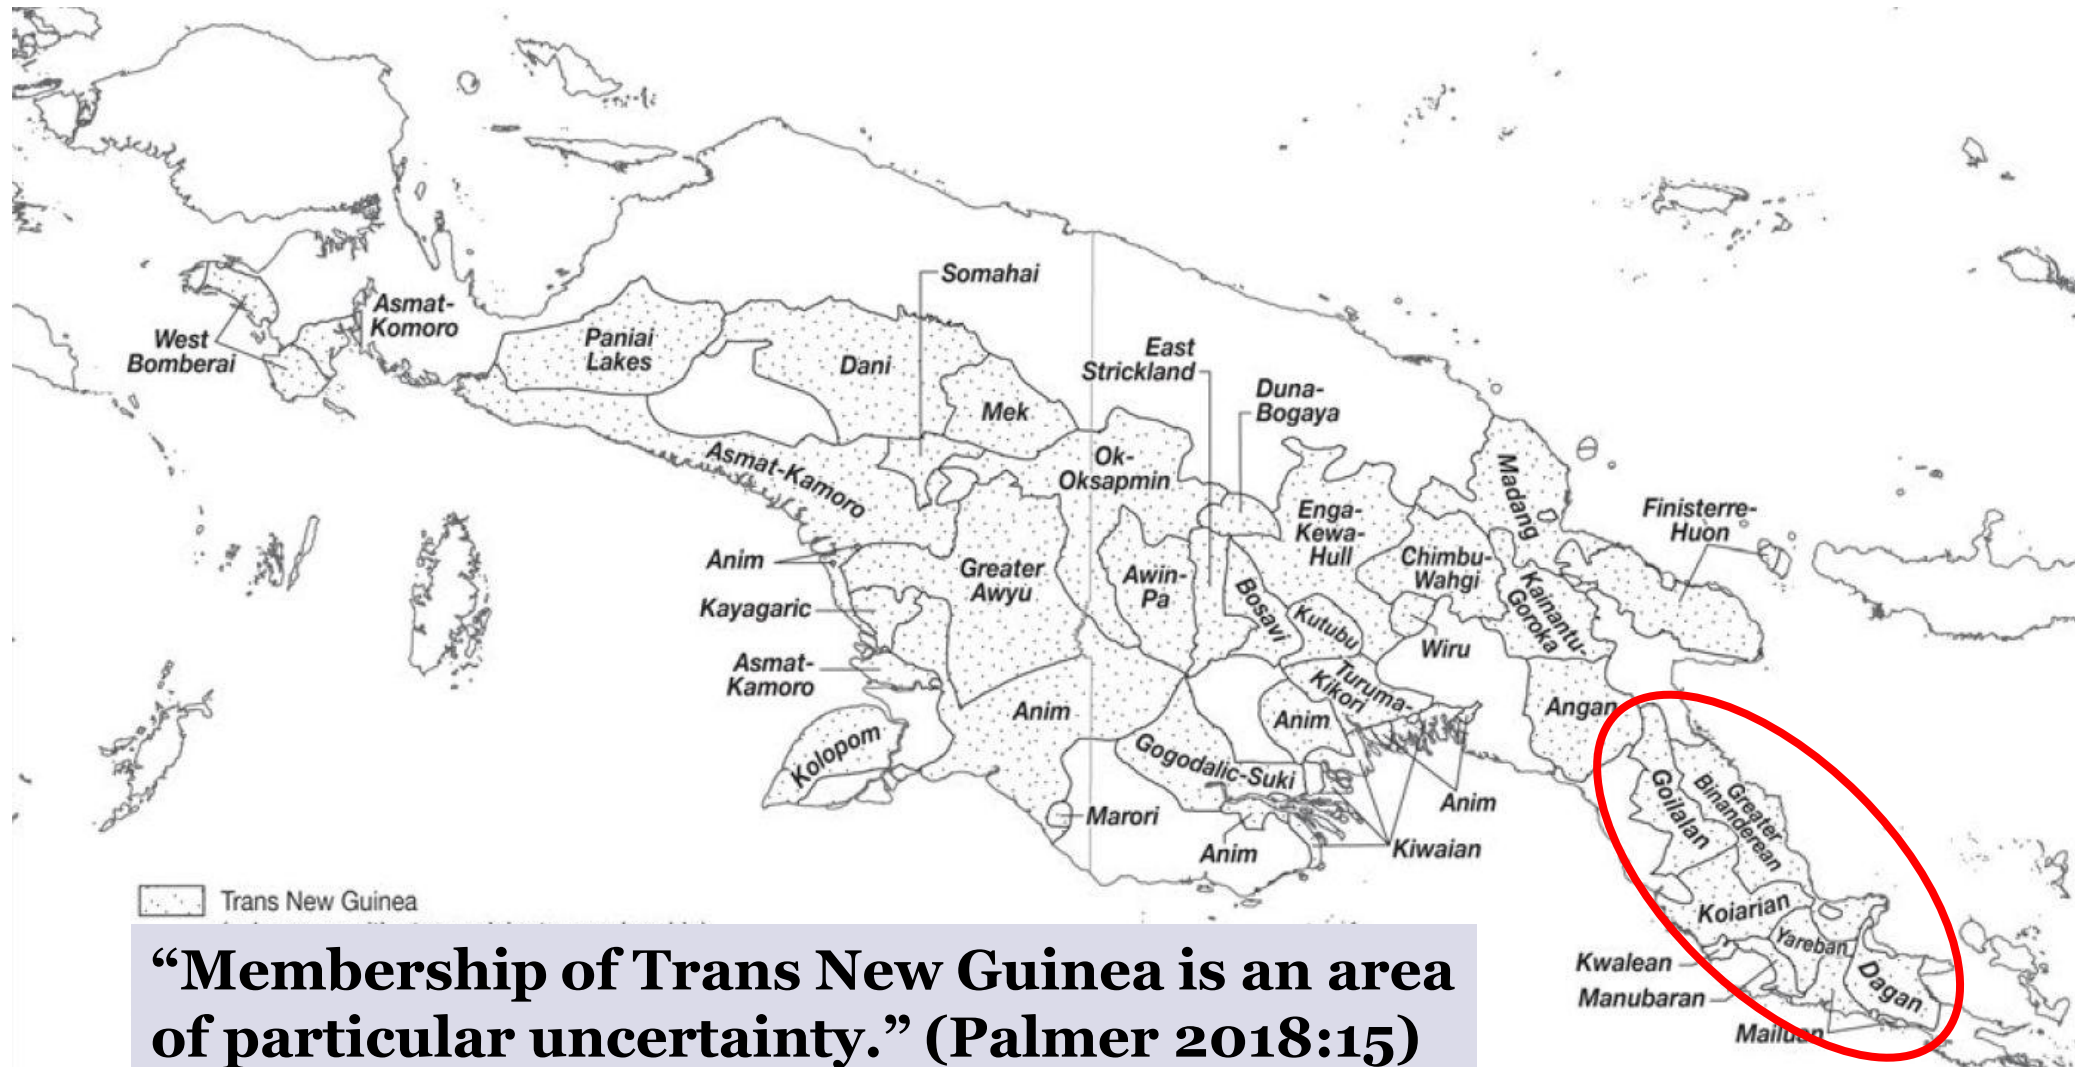 Somahai
Asmat-
Komoro
West
Bomberai
Paniai
Lakes
Dani
East
Strickland
Duna-
Bogaya
Mek
Asmat-Kamoro
Ok-
Oksapmin
Madang
Enga-
Kewa-
Hull
Finisterre-
Huon
Anim
Greater
Awyu
Awin-
Pa
Chimbu-
Wahgi
Kayagaric
Bosavi
Kutubu
Kainantu-
Goroka
Wiru
Asmat-
Kamoro
Turuma-
Kikori
Anim
Anim
Angan
Kolopom
Gogodalic-Suki
Marori
Anim
Anim
Kiwaian
Goilalan
Greater
Binanderean
Trans New Guinea
Koiarian
Yareban
Kwalean
Manubaran
Dagan
Mailuan
“Membership of Trans New Guinea is an area
of particular uncertainty.” (Palmer 2018:15)